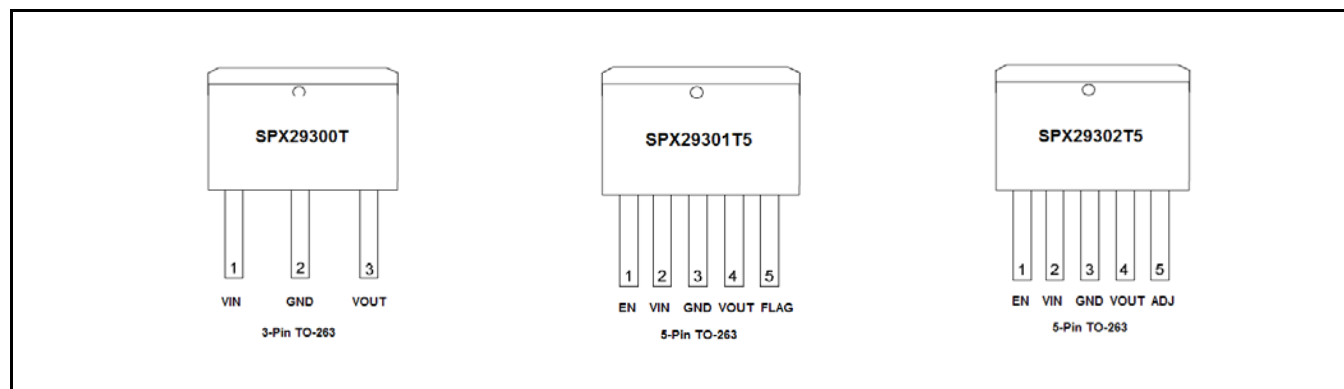 SPX29300T
1 2 3
VIN GND VOUT
3-Pin TO-263
SPX29301T5
1 2 3 4 5
EN VIN GND VOUT FLAG
5-Pin TO-263
SPX29302T5
1 2 3 4 5
EN VIN GND VOUT ADJ
5-Pin TO-263